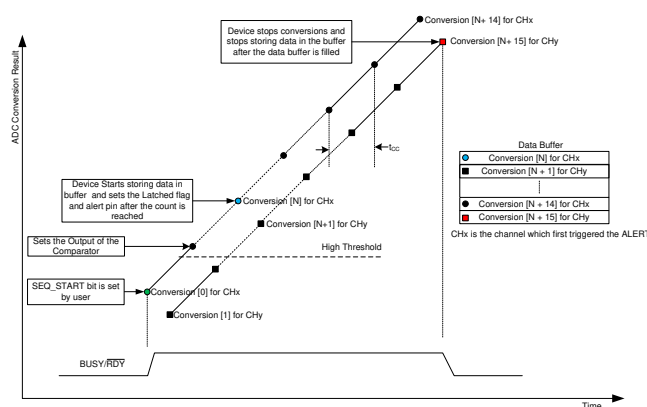 Conversion [N+ 14] for CHx
Device stops conversions and
stops storing data in the buffer
after the data buffer is filled
Conversion [N+ 15] for CHy
ADC Conversion Result
tCC
Data Buffer
Conversion [N] for CHx
Conversion [N + 1] for CHy
Conversion [N + 14] for CHx
Conversion [N + 15] for CHy
CHx is the channel which first triggered the ALERT
Device Starts storing data in
buffer and sets the Latched flag
and alert pin after the count is
reached
Conversion [N] for CHx
Conversion [N+1] for CHy
Sets the Output of the
Comparator
High Threshold
SEQ_START bit is set
by user
Conversion [0] for CHx
Conversion [1] for CHy
BUSY/RDY
Time